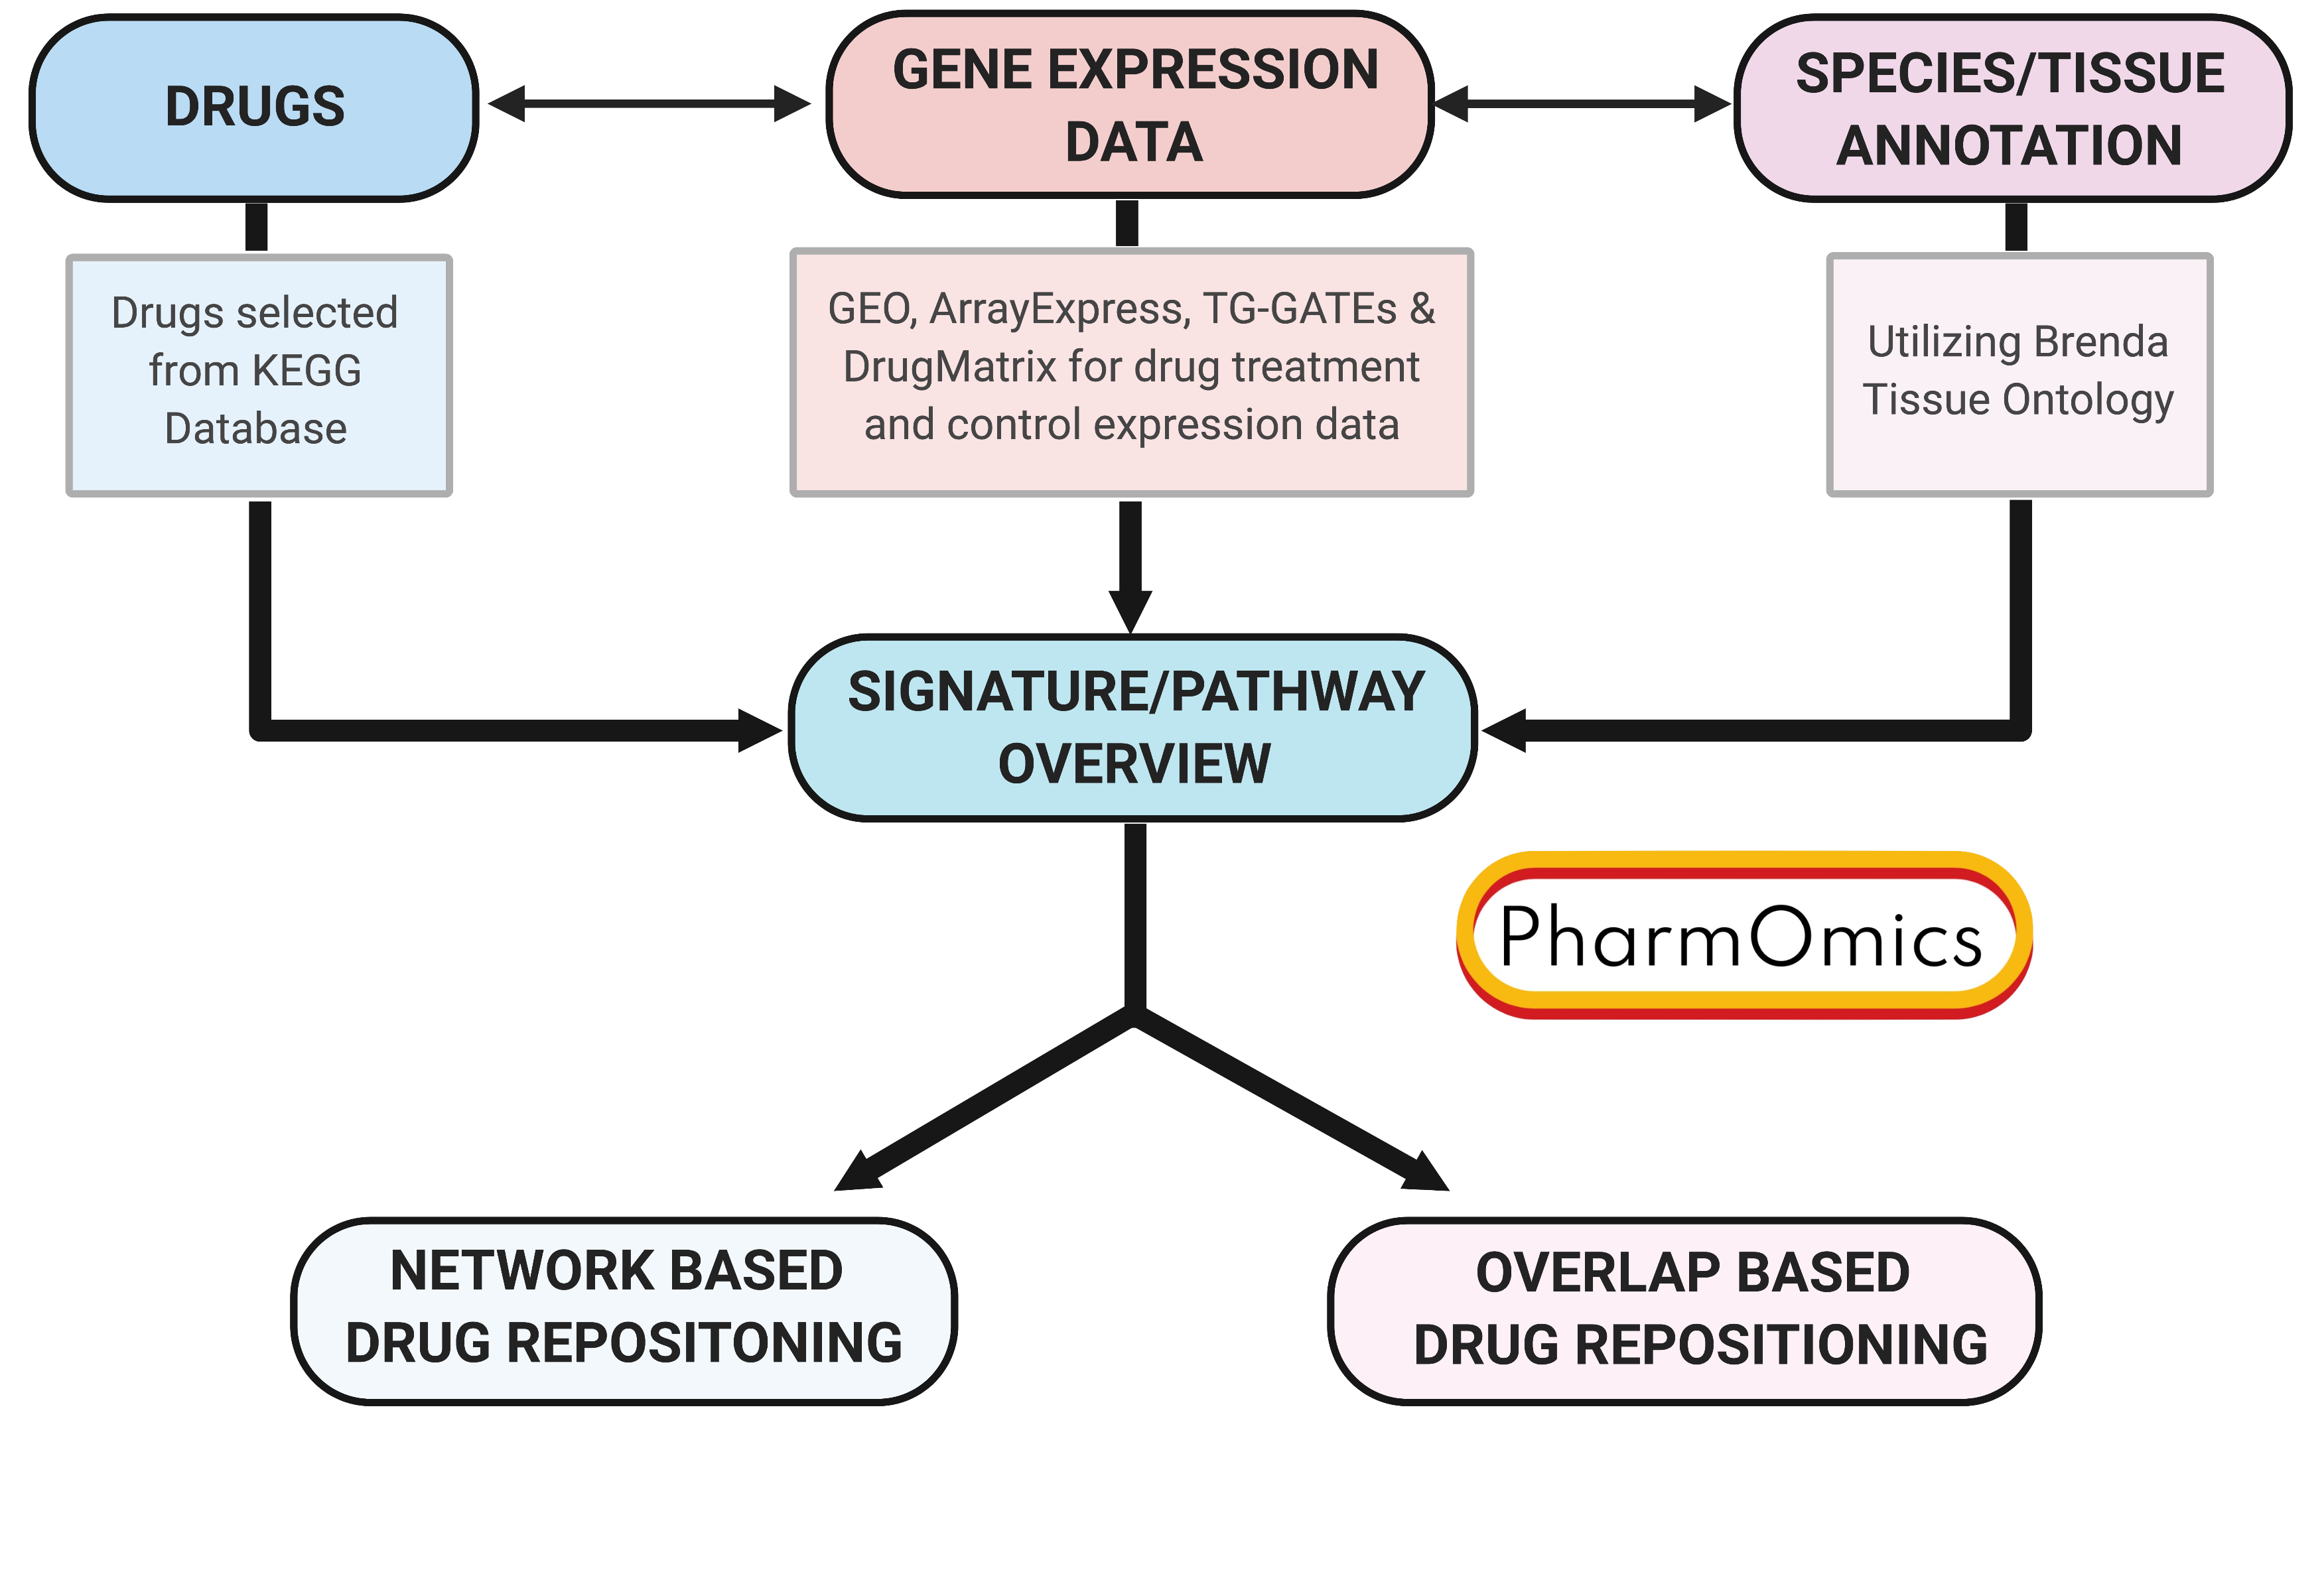 DRUGS
GENE EXPRESSION
DATA
SPECIES/TISSUE
ANNOTATION
Drugs selected
from KEGG
Database
GEO, ArrayExpress, TG-GATEs &
DrugMatrix for drug treatment
and control expression data
Utilizing Brenda
Tissue Ontology
SIGNATURE/PATHWAY
OVERVIEW
PharmOmics
NETWORK BASED
DRUG REPOSITONING
OVERLAP BASED
DRUG REPOSITIONING